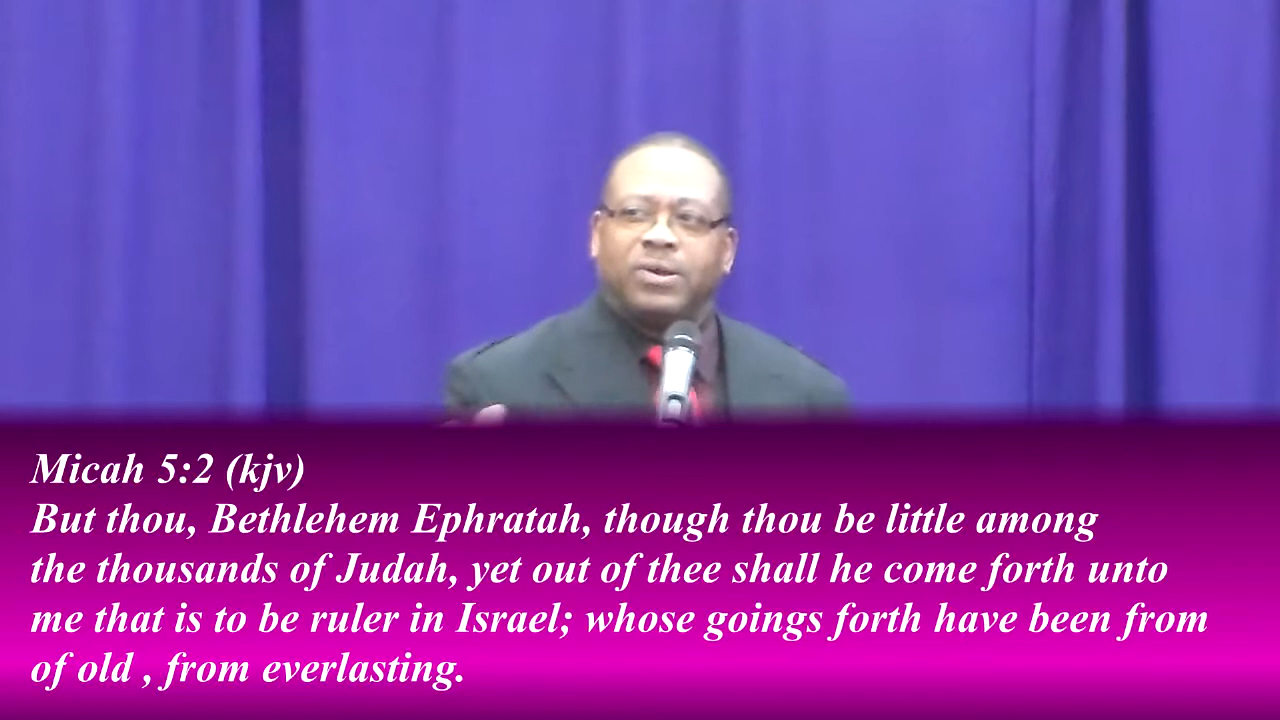 Micah 5:2 (kjv)
But thou, Bethlehem Ephratah, though thou be little among
the thousands of Judah, yet out of thee shall he come forth unto
me that is to be ruler in Israel; whose goings forth have been from
of old , from everlasting.